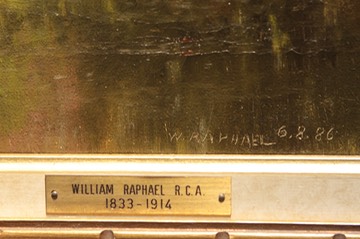 W. RAPHAEL 6.8.86
WILLIAM RAPHAEL R.C.A.
1833-1914